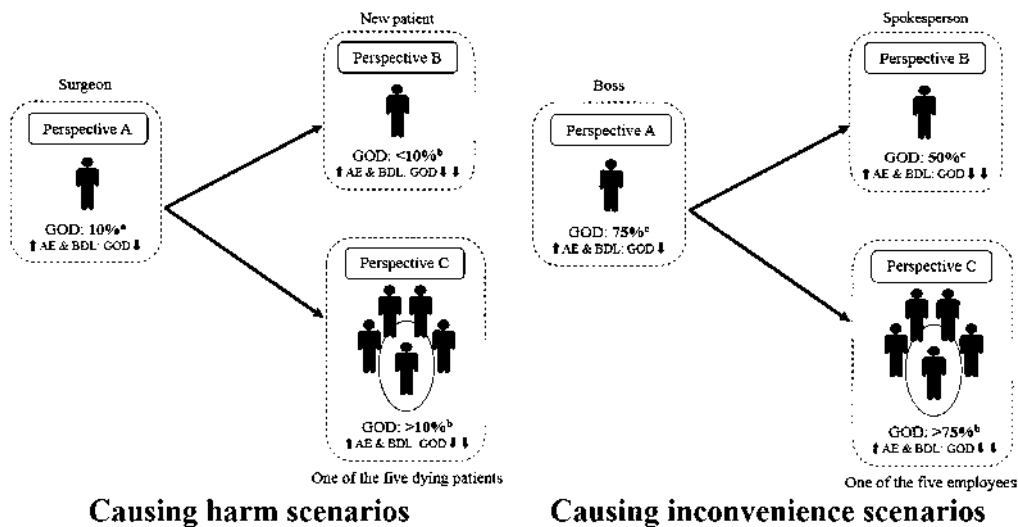 New patient
Perspective B
GOD: <10%ᵇ
↑ AE & BDL: GOD ↓ ↓
Surgeon
Perspective A
GOD: 10%ᵃ
↑ AE & BDL: GOD ↓
Perspective C
GOD: >10%ᵇ
↑ AE & BDL: GOD ↓ ↓
One of the five dying patients
Causing harm scenarios
Spokesperson
Perspective B
GOD: 50%ᶜ
↑ AE & BDL: GOD ↓ ↓
Boss
Perspective A
GOD: 75%ᶜ
↑ AE & BDL: GOD ↓
Perspective C
GOD: >75%ᵇ
↑ AE & BDL: GOD ↓ ↓
One of the five employees
Causing inconvenience scenarios